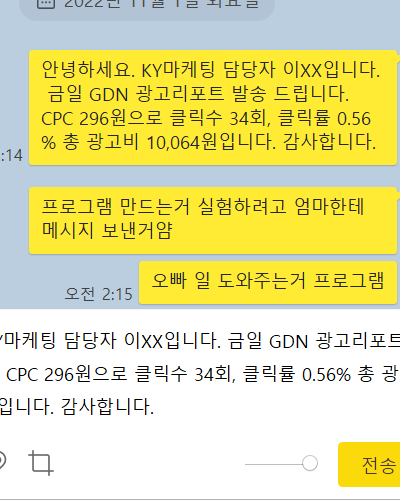 2022년 11월 1일 화요일
안녕하세요. KY마케팅 담당자 이XX입니다.
금일 GDN 광고리포트 발송 드립니다.
CPC 296원으로 클릭수 34회, 클릭률 0.56
% 총 광고비 10,064원입니다. 감사합니다.
:14
프로그램 만드는거 실험하려고 엄마한테
메시지 보낸거얌
오빠 일 도와주는거 프로그램
오전 2:15
Y마케팅 담당자 이XX입니다. 금일 GDN 광고리포트
CPC 296원으로 클릭수 34회, 클릭률 0.56% 총 광
입니다. 감사합니다.
전송